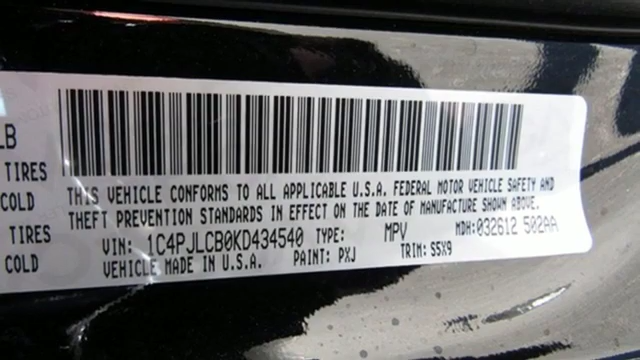 LB
TIRES
COLD
TIRES
COLD
THIS VEHICLE CONFORMS TO ALL APPLICABLE U.S.A. FEDERAL MOTOR VEHICLE SAFETY AND
THEFT PREVENTION STANDARDS IN EFFECT ON THE DATE OF MANUFACTURE SHOWN ABOVE.
VIN: 1C4PJLCB0KD434540 TYPE: MPV MDH:032612 502AA
VEHICLE MADE IN U.S.A. PAINT: PXJ TRIM: S5X9